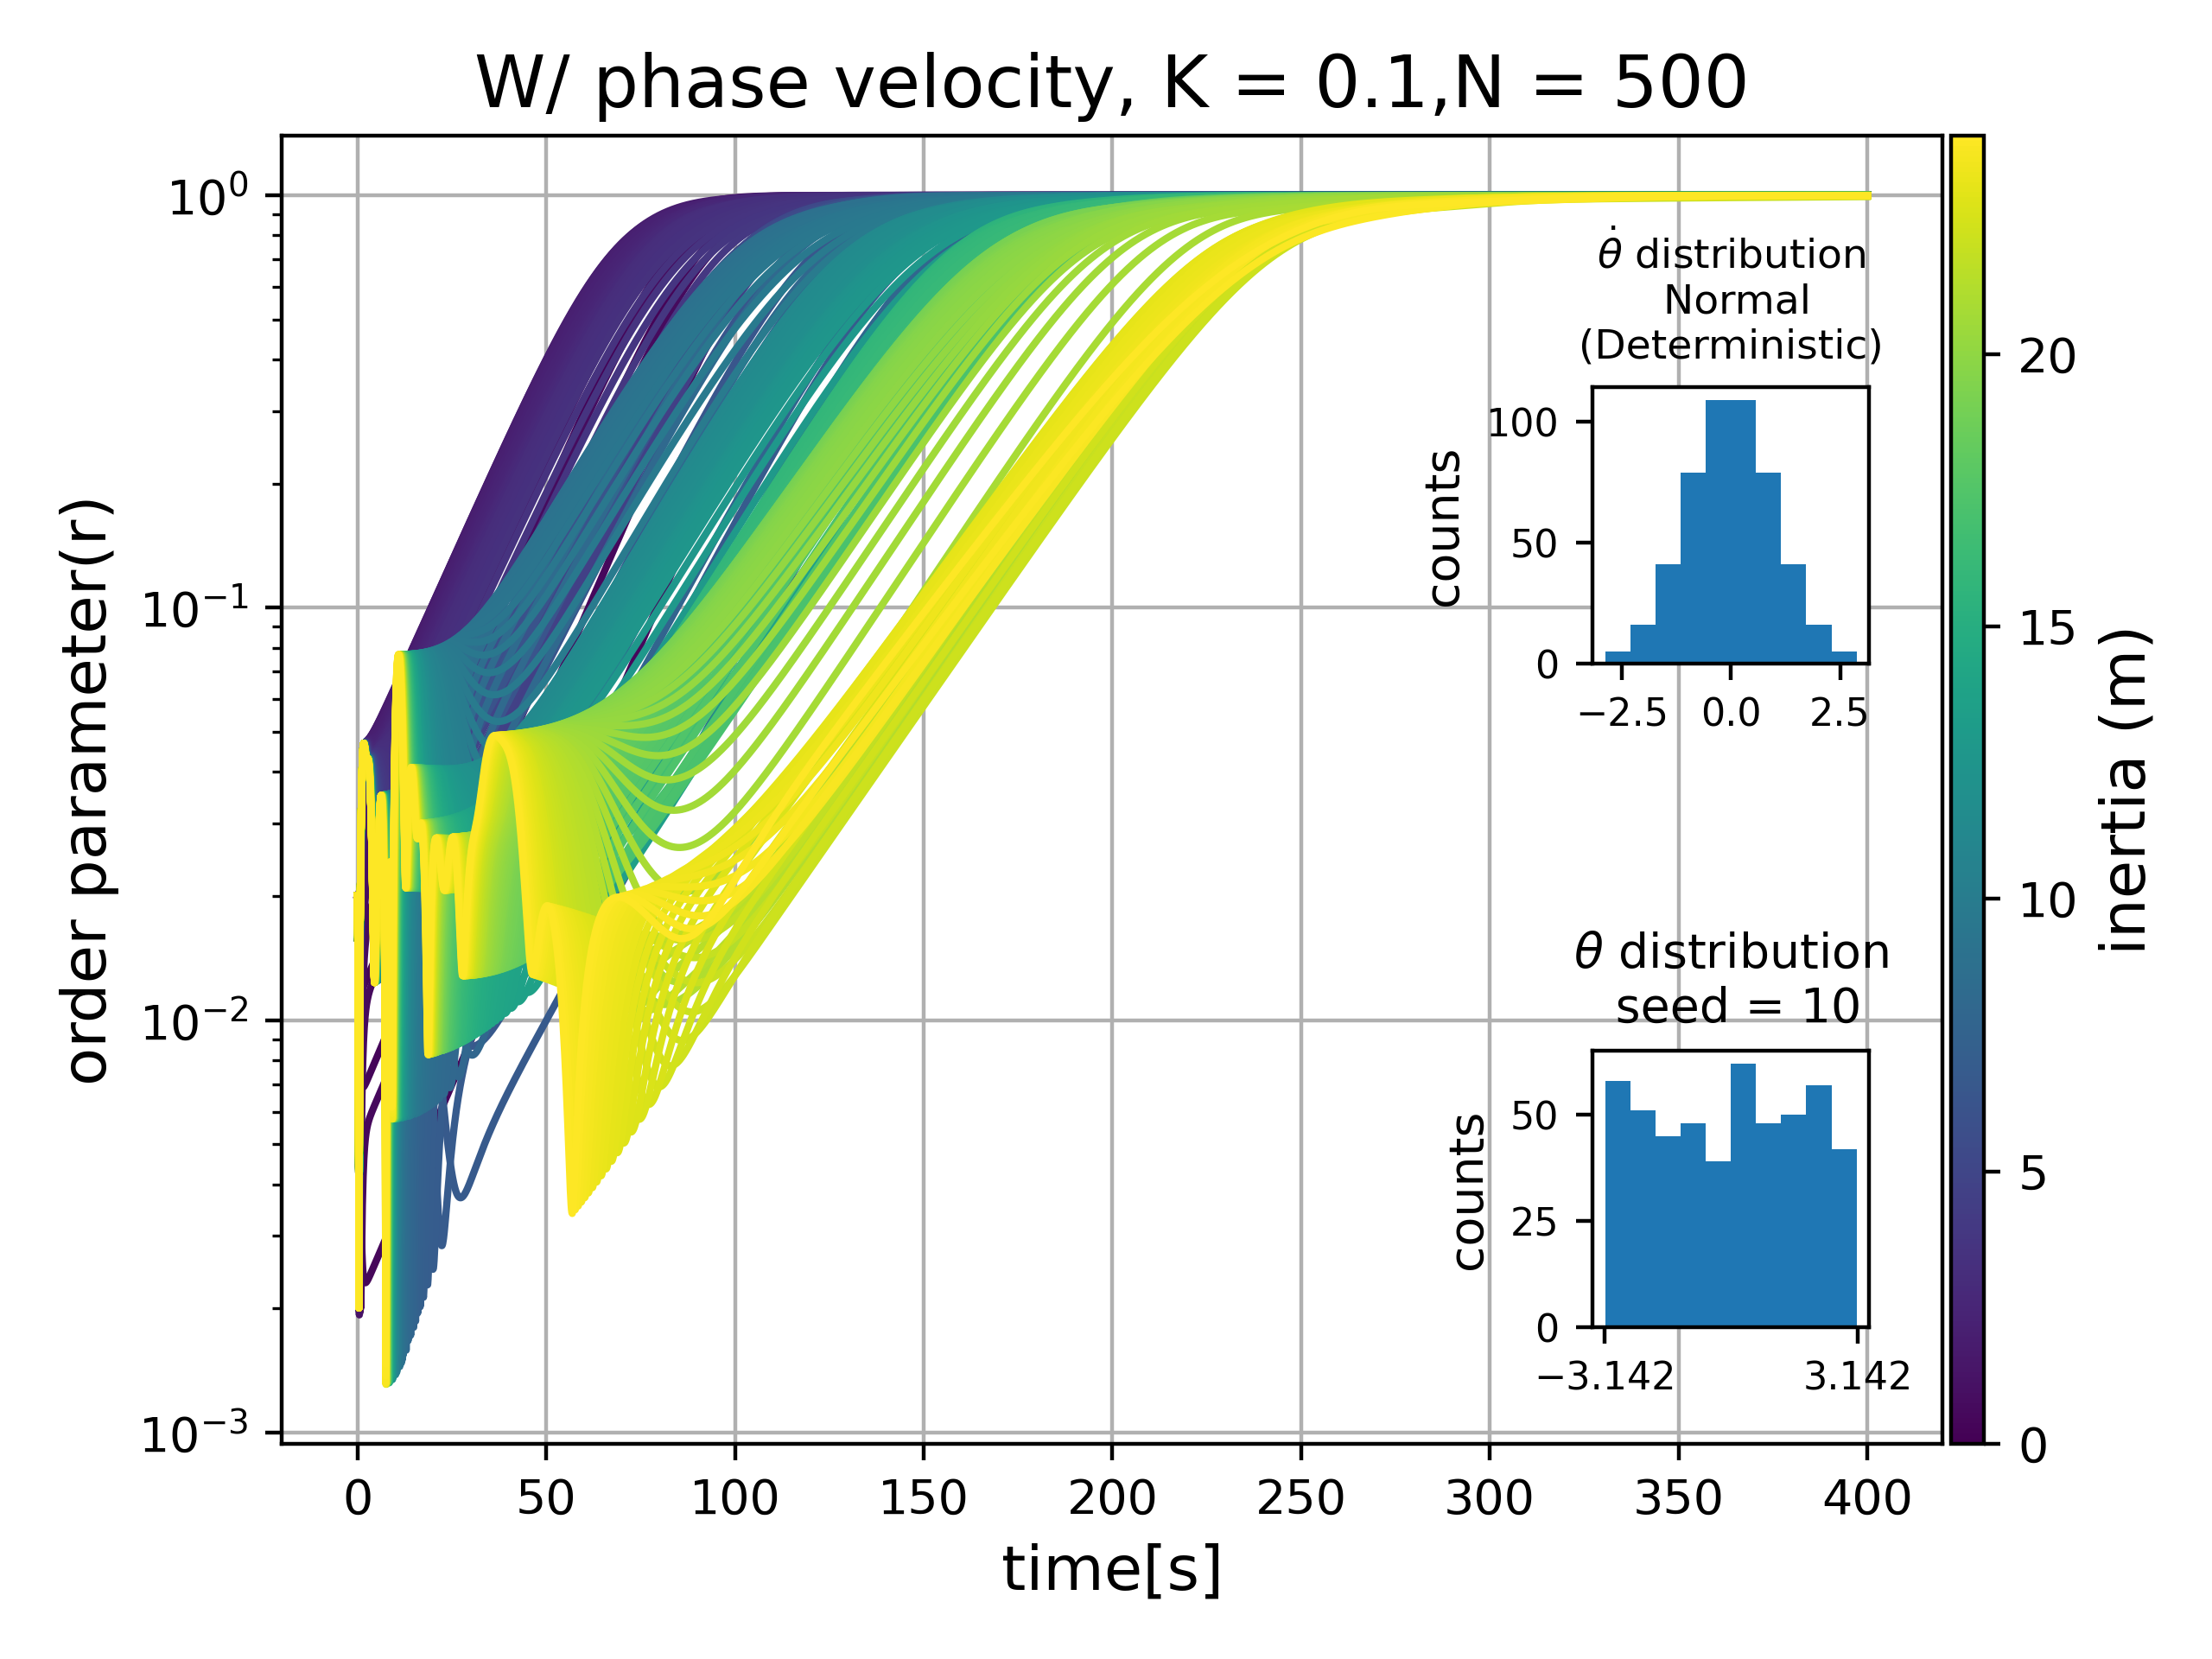 W/ phase velocity, K = 0.1,N = 500
order parameter(r)
10⁰
10⁻¹
10⁻²
10⁻³
0 50 100 150 200 250 300 350 400
time[s]
θ̇ distribution
Normal
(Deterministic)
counts
100
50
0
−2.5 0.0 2.5
θ distribution
seed = 10
counts
50
25
0
−3.142 3.142
20
15
10
5
0
inertia (m)